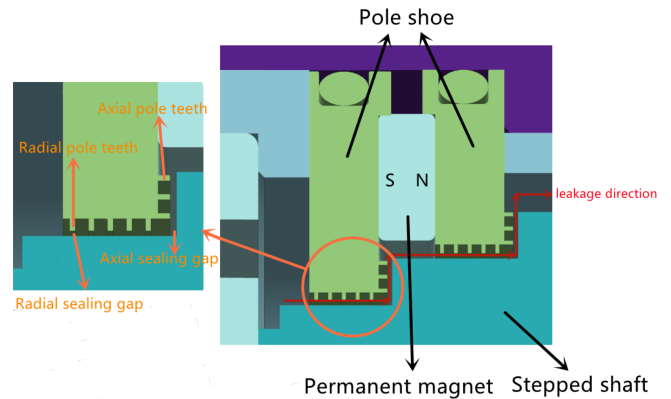 Pole shoe
Axial pole teeth
Radial pole teeth
S N
leakage direction
Axial sealing gap
Radial sealing gap
Permanent magnet
Stepped shaft